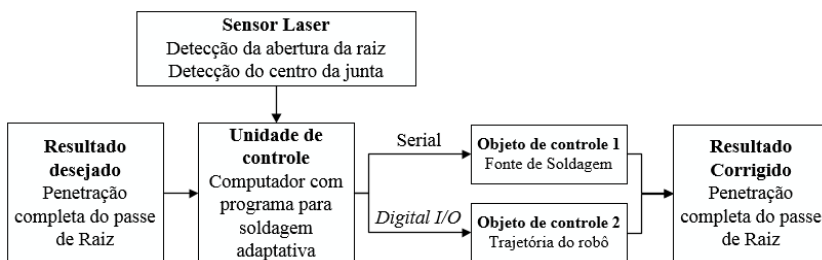 Sensor Laser
Detecção da abertura da raiz
Detecção do centro da junta
Resultado
desejado
Penetração
completa do passe
de Raiz
Unidade de
controle
Computador com
programa para
soldagem
adaptativa
Serial
Digital I/O
Objeto de controle 1
Fonte de Soldagem
Objeto de controle 2
Trajetória do robô
Resultado
Corrigido
Penetração
completa do passe
de Raiz